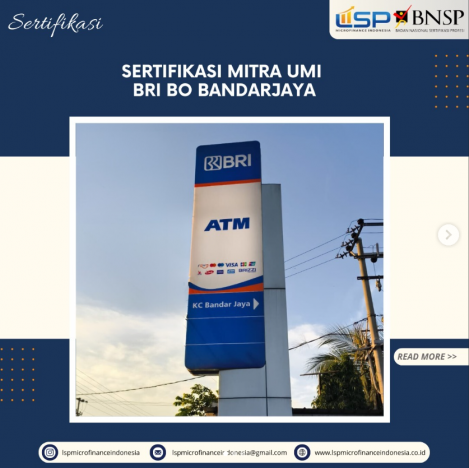 Sertifikasi
LSP
MICROFINANCE INDONESIA
BNSP
BADAN NASIONAL SERTIFIKASI PROFESI
SERTIFIKASI MITRA UMI
BRI BO BANDARJAYA
BRI
ATM
VISA
BRIZZI
KC Bandar Jaya
READ MORE >>
lspmicrofinanceindonesia
lspmicrofinanceindonesia@gmail.com
www.lspmicrofinanceindonesia.co.id